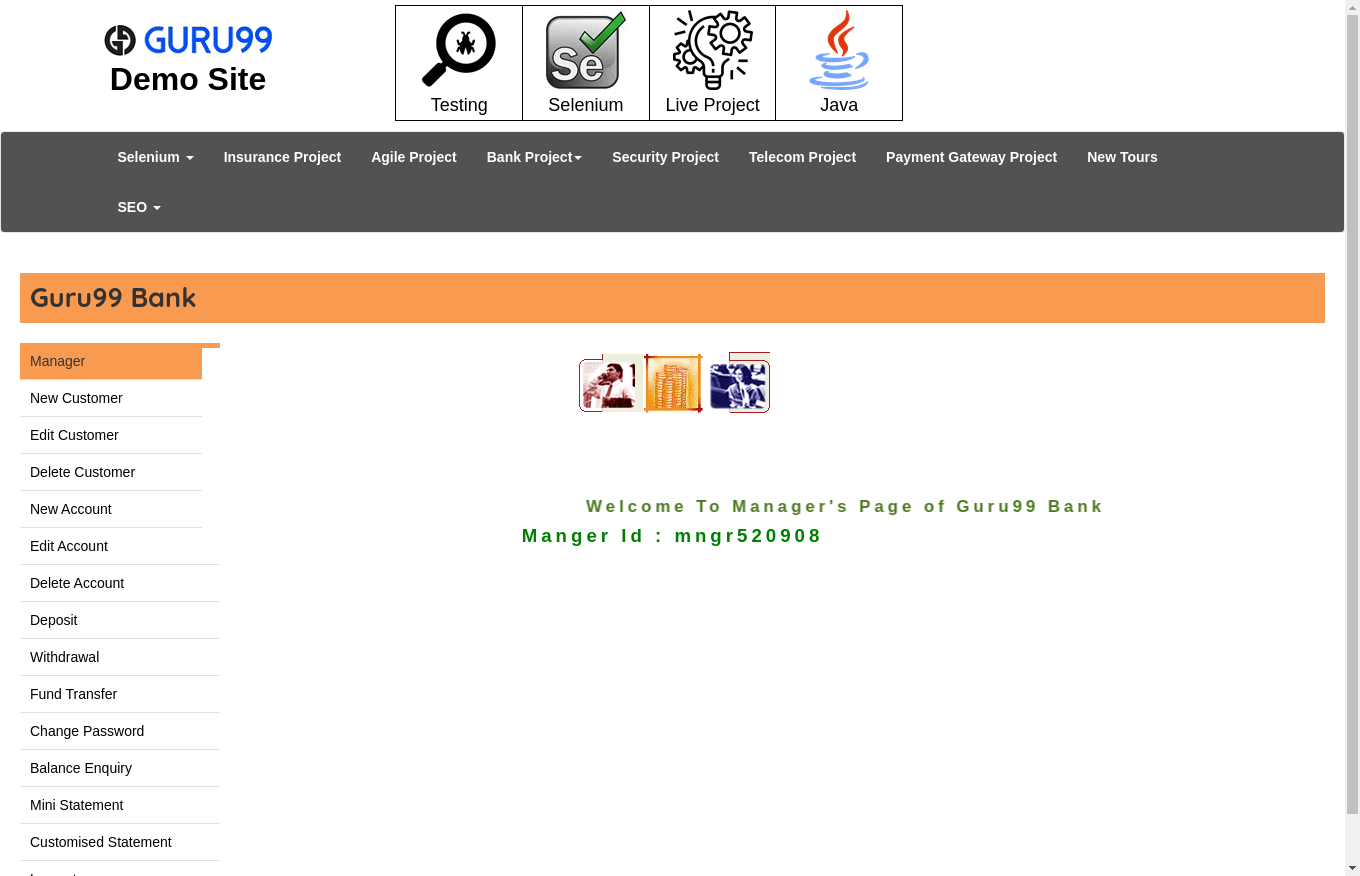 GURU99
Demo Site
Testing
Se
Selenium
Live Project
Java
Selenium
Insurance Project
Agile Project
Bank Project
Security Project
Telecom Project
Payment Gateway Project
New Tours
SEO
Guru99 Bank
Manager
New Customer
Edit Customer
Delete Customer
New Account
Edit Account
Delete Account
Deposit
Withdrawal
Fund Transfer
Change Password
Balance Enquiry
Mini Statement
Customised Statement
Welcome To Manager's Page of Guru99 Bank
Manger Id : mngr520908